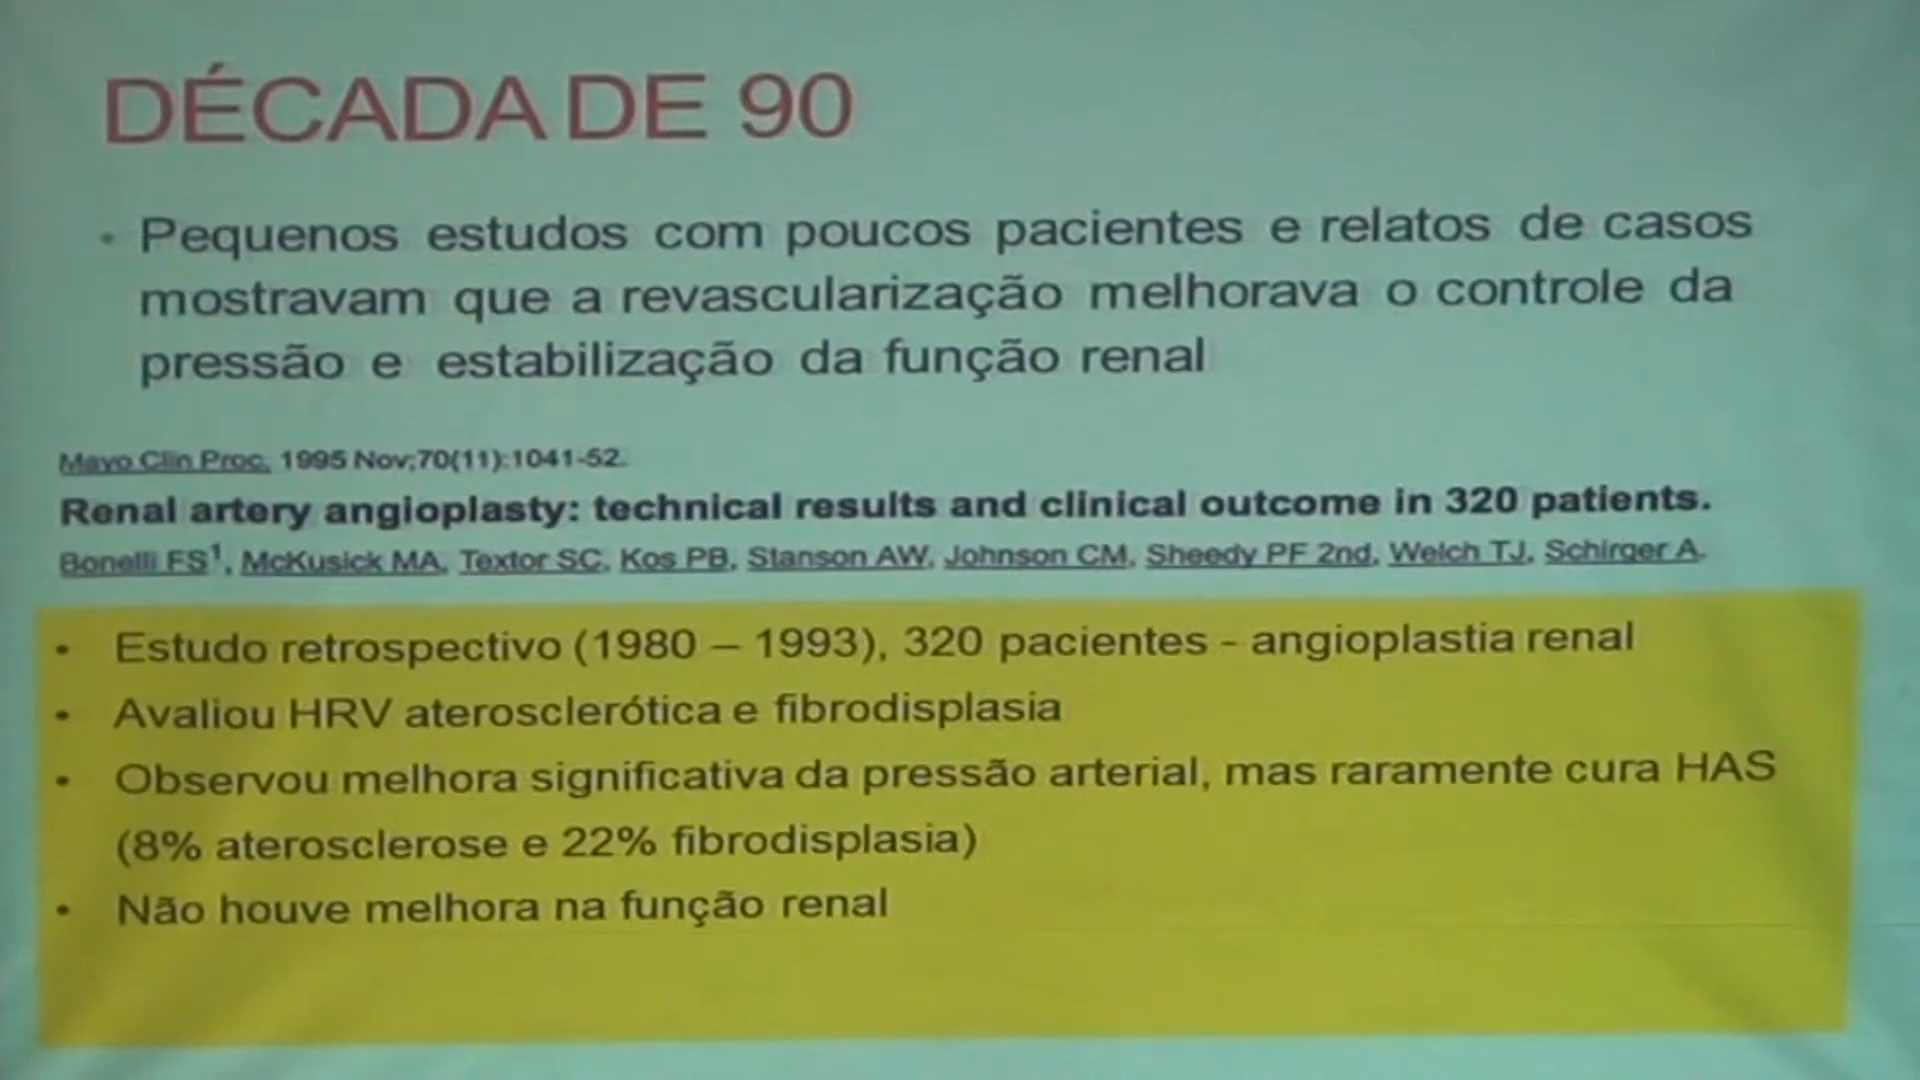 DÉCADA DE 90
• Pequenos estudos com poucos pacientes e relatos de casos
mostravam que a revascularização melhorava o controle da
pressão e estabilização da função renal
Mayo Clin Proc. 1995 Nov;70(11):1041-52.
Renal artery angioplasty: technical results and clinical outcome in 320 patients.
Bonelli FS¹, McKusick MA, Textor SC, Kos PB, Stanson AW, Johnson CM, Sheedy PF 2nd, Welch TJ, Schirger A.
• Estudo retrospectivo (1980 – 1993), 320 pacientes - angioplastia renal
• Avaliou HRV aterosclerótica e fibrodisplasia
• Observou melhora significativa da pressão arterial, mas raramente cura HAS
(8% aterosclerose e 22% fibrodisplasia)
• Não houve melhora na função renal